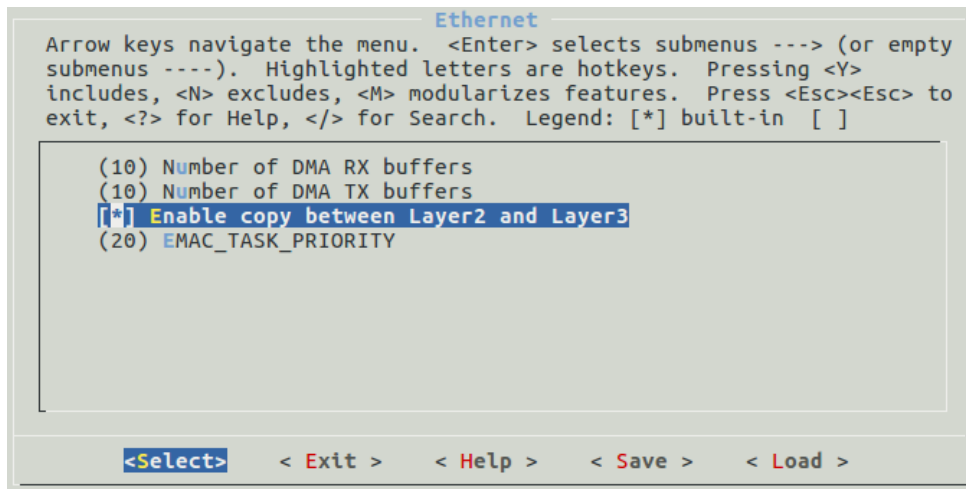 Ethernet
Arrow keys navigate the menu.  <Enter> selects submenus ---> (or empty
submenus ----).  Highlighted letters are hotkeys.  Pressing <Y>
includes, <N> excludes, <M> modularizes features.  Press <Esc><Esc> to
exit, <?> for Help, </> for Search.  Legend: [*] built-in  [ ]
(10) Number of DMA RX buffers
(10) Number of DMA TX buffers
[*] Enable copy between Layer2 and Layer3
(20) EMAC_TASK_PRIORITY
<Select>    < Exit >    < Help >    < Save >    < Load >